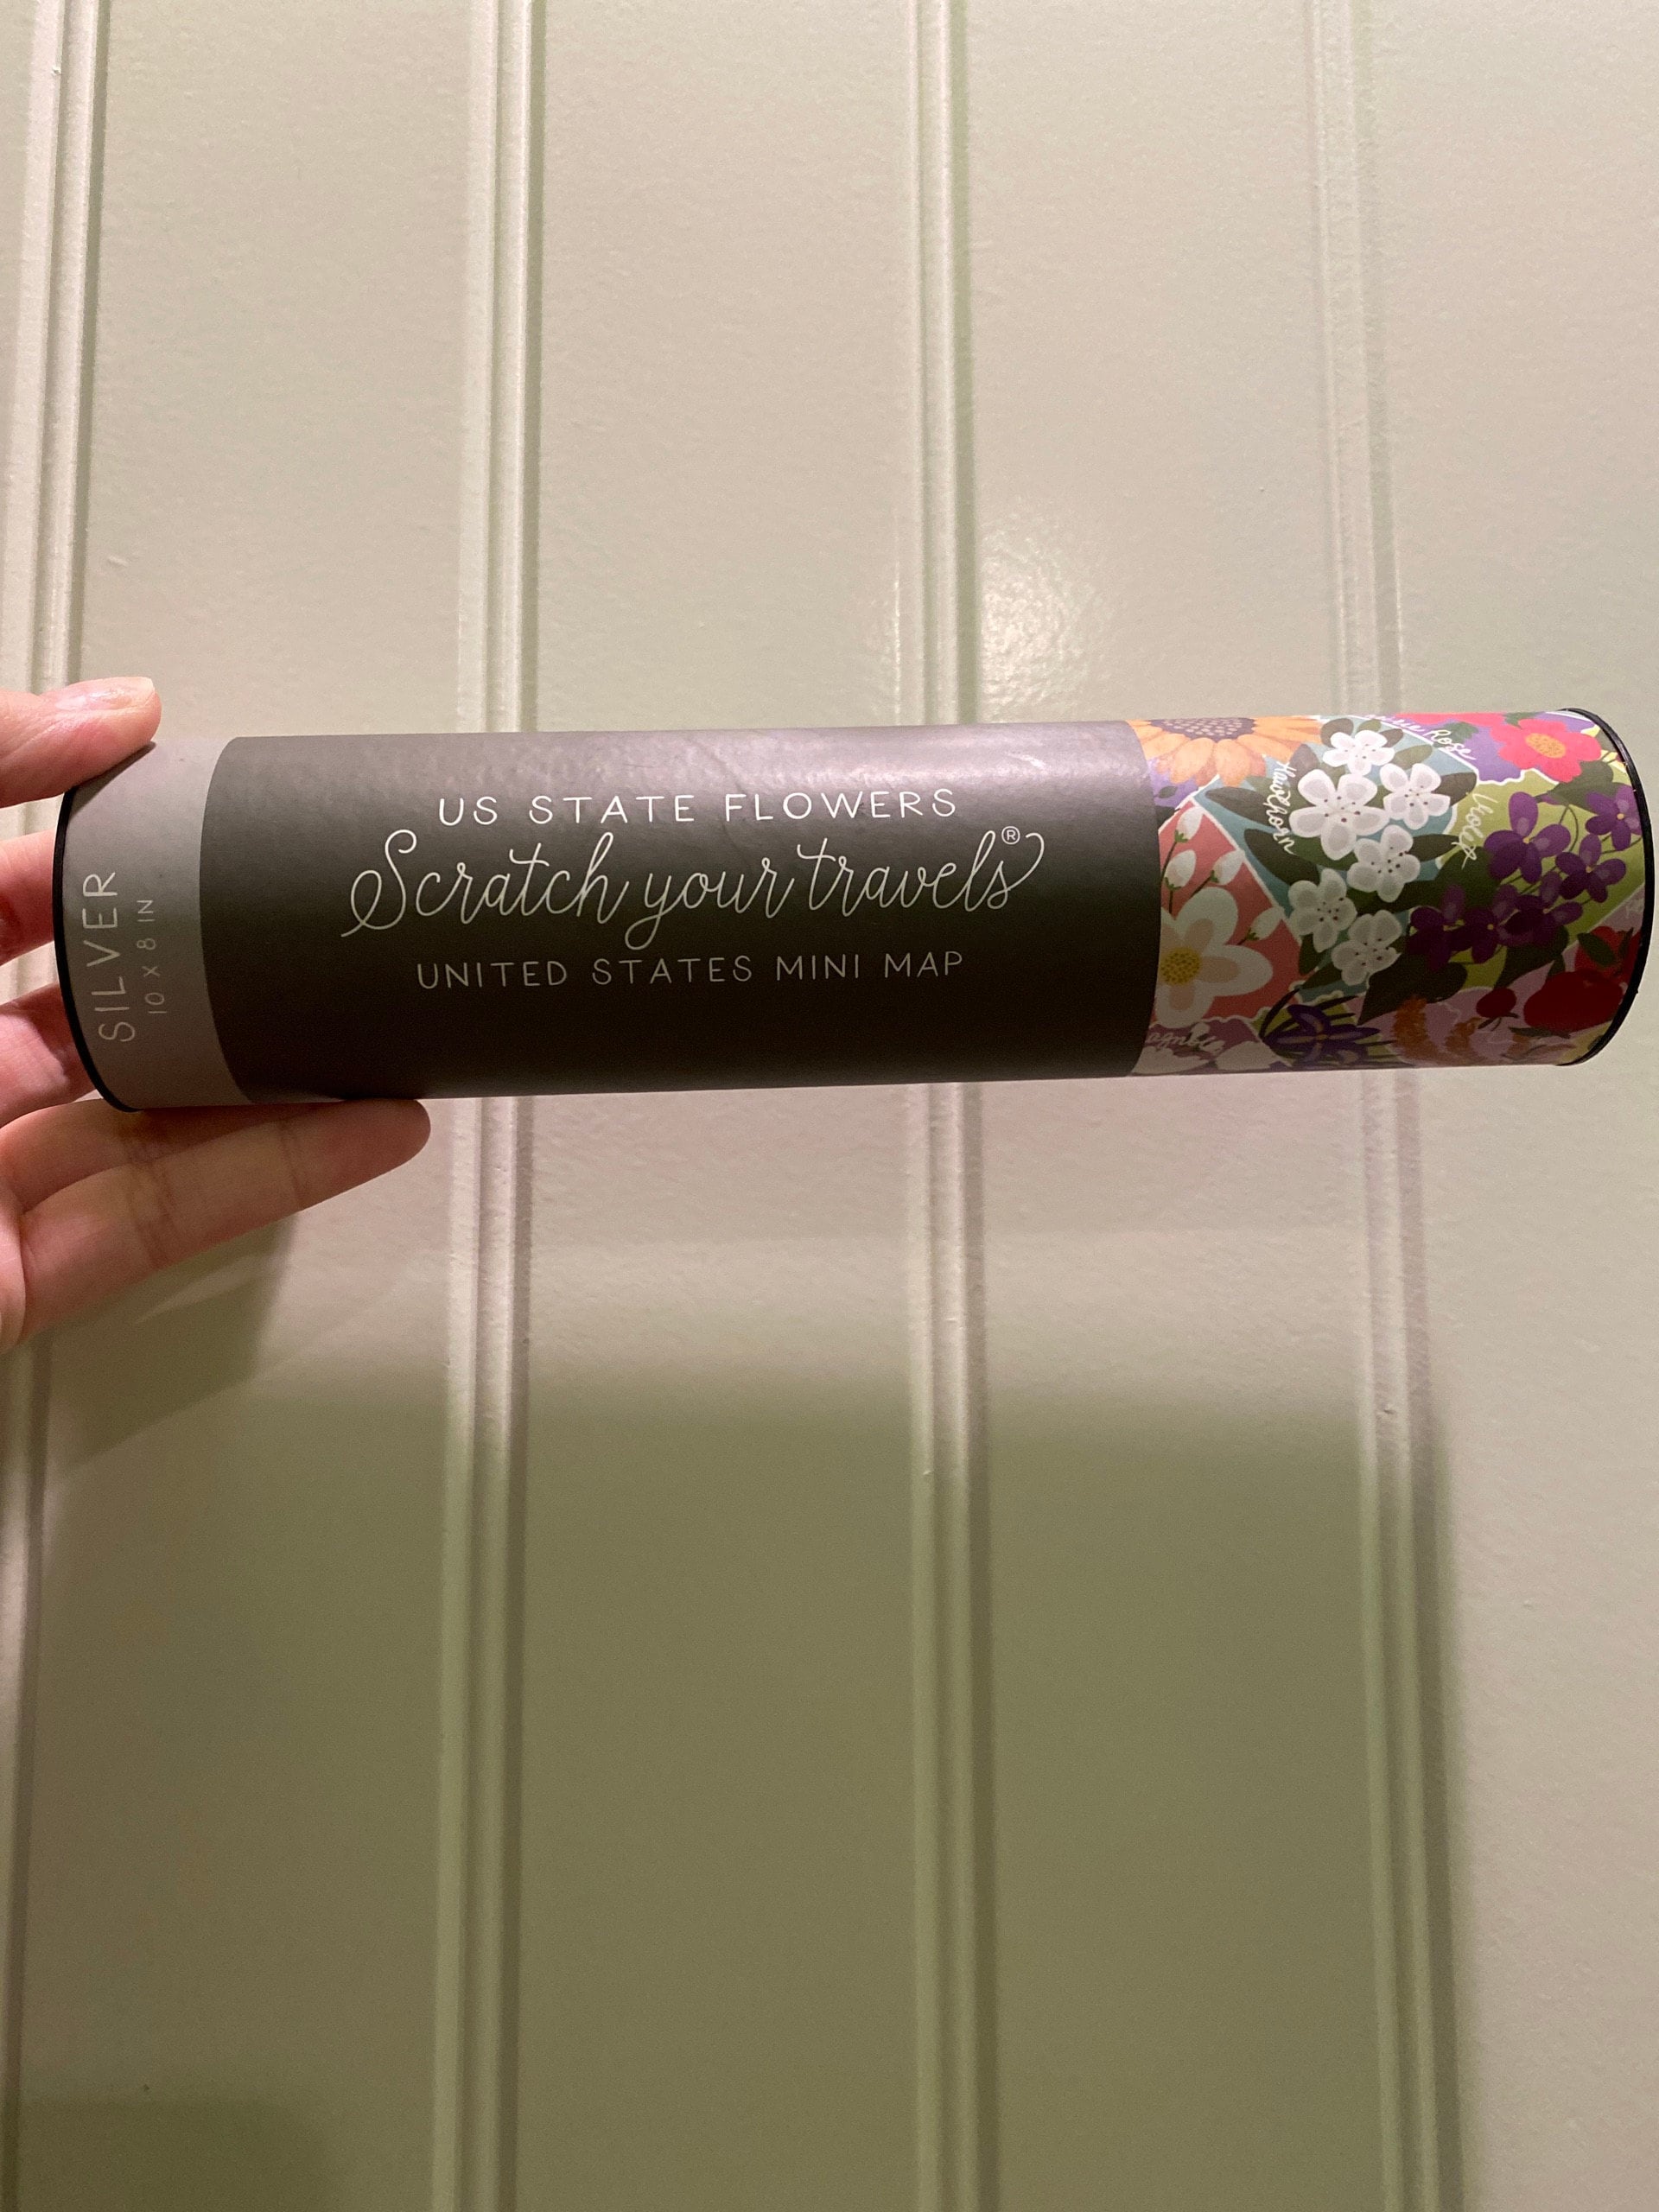 US STATE FLOWERS
Scratch your travels®
UNITED STATES MINI MAP
SILVER
10 X 8 IN
Rose
Hawthorn
Violet